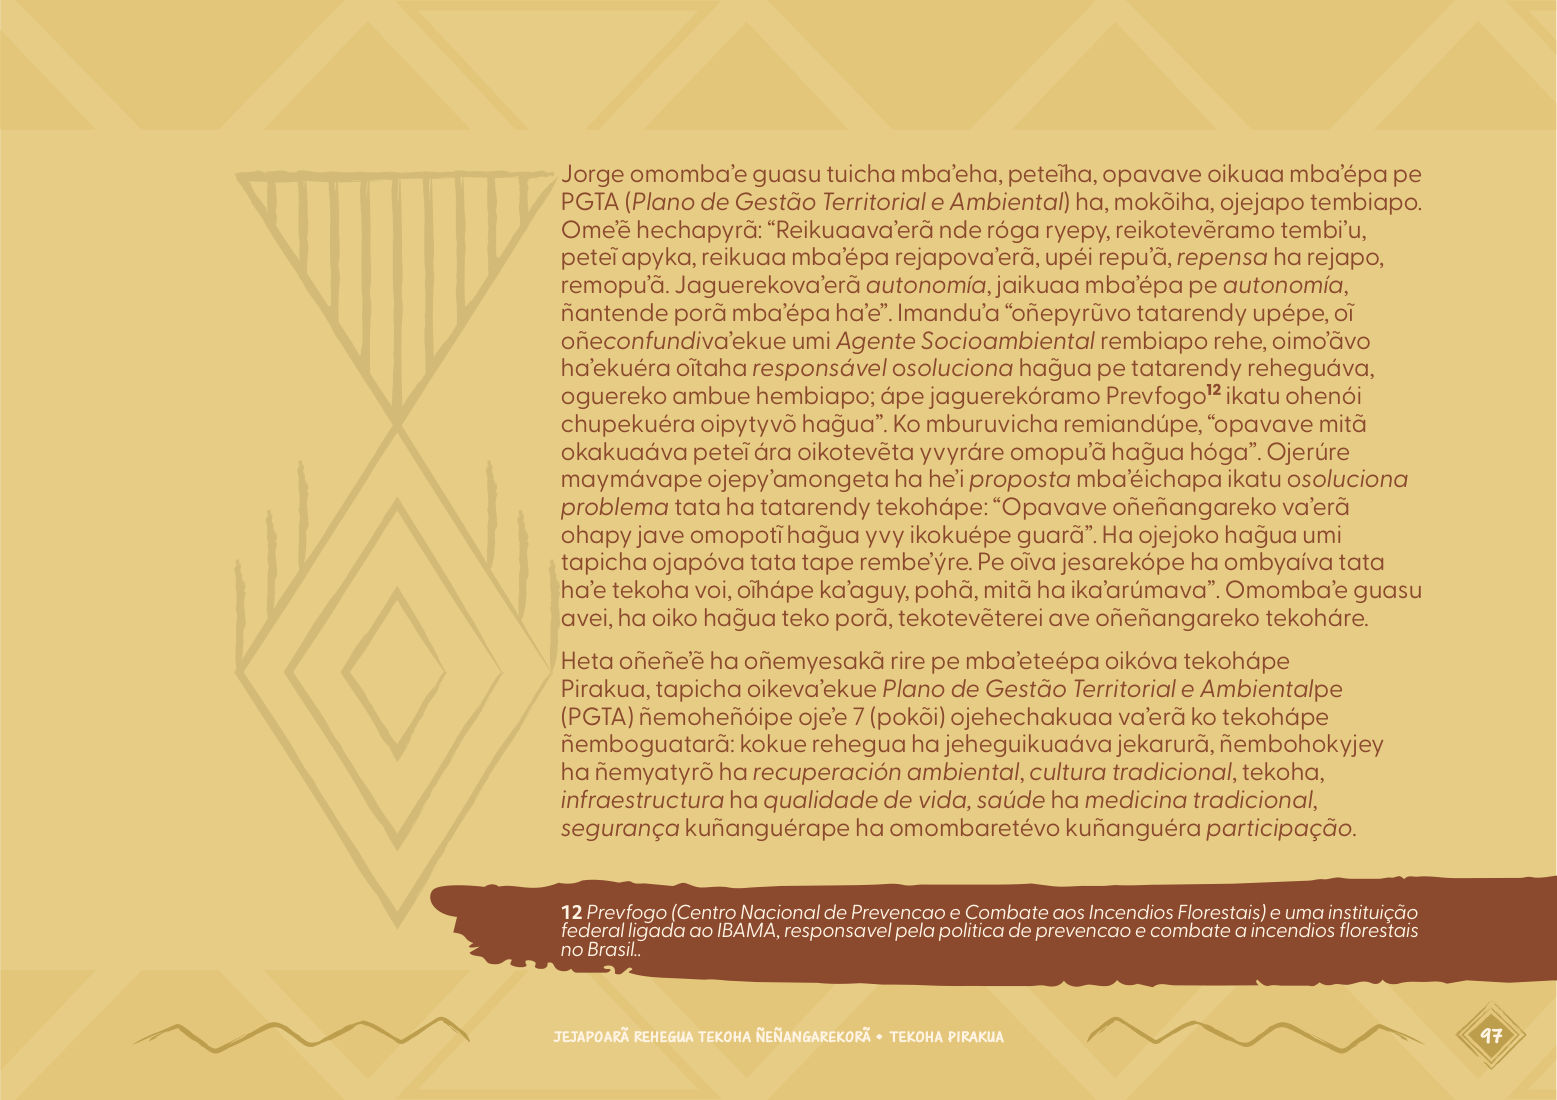 Jorge omomba’e guasu tuicha mba’eha, peteĩha, opavave oikuaa mba’épa pe
PGTA (Plano de Gestão Territorial e Ambiental) ha, mokõiha, ojejapo tembiapo.
Ome’ẽ hechapyrã: “Reikuaava’erã nde róga ryepy, reikotevẽramo tembi’u,
peteĩ apyka, reikuaa mba’épa rejapova’erã, upéi repu’ã, repensa ha rejapo,
remopu’ã. Jaguerekova’erã autonomía, jaikuaa mba’épa pe autonomía,
ñantende porã mba’épa ha’e”. Imandu’a “oñepyrũvo tatarendy upépe, oĩ
oñeconfundiva’ekue umi Agente Socioambiental rembiapo rehe, oimo’ãvo
ha’ekuéra oĩtaha responsável osoluciona hag̃ua pe tatarendy reheguáva,
oguereko ambue hembiapo; ápe jaguerekóramo Prevfogo12 ikatu ohenói
chupekuéra oipytyvõ hag̃ua”. Ko mburuvicha remiandúpe, “opavave mitã
okakuaáva peteĩ ára oikotevẽta yvyráre omopu’ã hag̃ua hóga”. Ojerúre
maymávape ojepy’amongeta ha he’i proposta mba’éichapa ikatu osoluciona
problema tata ha tatarendy tekohápe: “Opavave oñeñangareko va’erã
ohapy jave omopotĩ hag̃ua yvy ikokuépe guarã”. Ha ojejoko hag̃ua umi
tapicha ojapóva tata tape rembe’ýre. Pe oĩva jesarekópe ha ombyaíva tata
ha’e tekoha voi, oĩhápe ka’aguy, pohã, mitã ha ika’arúmava”. Omomba’e guasu
avei, ha oiko hag̃ua teko porã, tekotevẽterei ave oñeñangareko tekoháre.
Heta oñeñe’ẽ ha oñemyesakã rire pe mba’eteépa oikóva tekohápe
Pirakua, tapicha oikeva’ekue Plano de Gestão Territorial e Ambientalpe
(PGTA) ñemoheñóipe oje’e 7 (pokõi) ojehechakuaa va’erã ko tekohápe
ñemboguatarã: kokue rehegua ha jeheguikuaáva jekarurã, ñembohokyjey
ha ñemyatyrõ ha recuperación ambiental, cultura tradicional, tekoha,
infraestructura ha qualidade de vida, saúde ha medicina tradicional,
segurança kuñanguérape ha omombaretévo kuñanguéra participação.
12 Prevfogo (Centro Nacional de Prevencao e Combate aos Incendios Florestais) e uma instituição
federal ligada ao IBAMA, responsavel pela politica de prevencao e combate a incendios florestais
no Brasil..
JEJAPOARÃ REHEGUA TEKOHA ÑEÑANGAREKORÃ • TEKOHA PIRAKUA
97